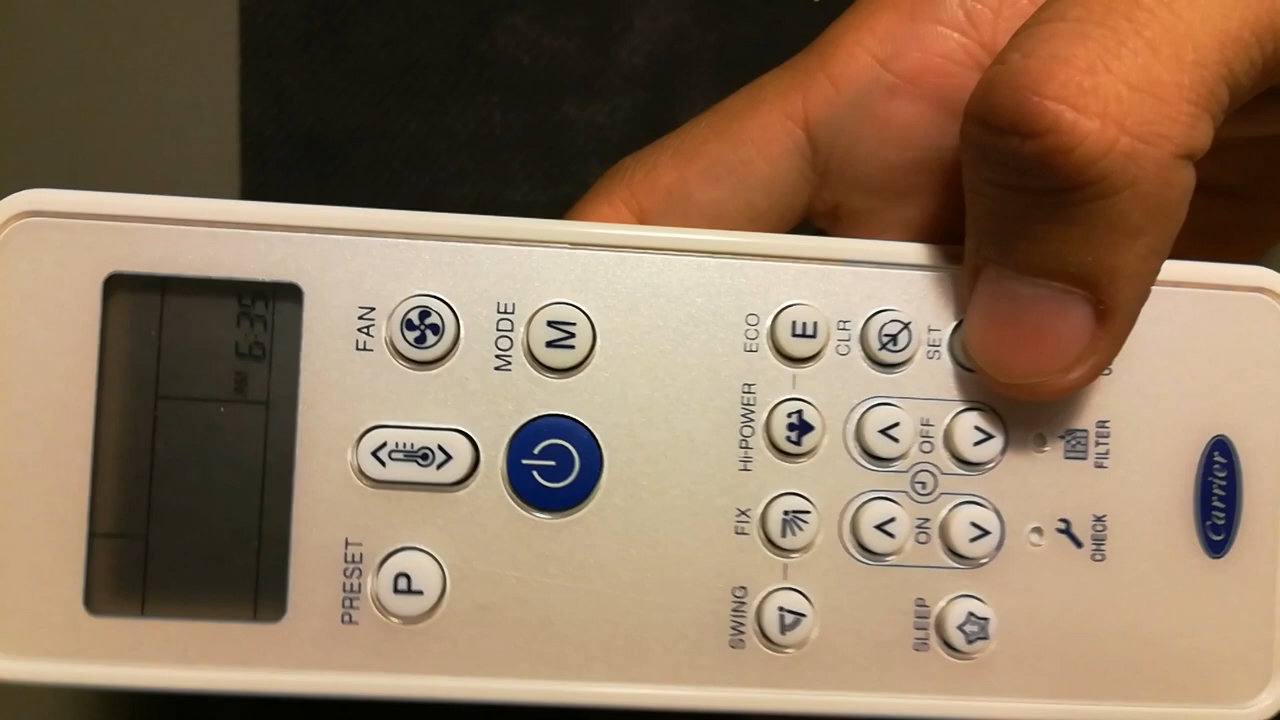 6:35
PRESET
FAN
P
MODE
M
SWING
FIX
Hi-POWER
ECO
E
CLR
SLEEP
ON
OFF
SET
CHECK
FILTER
Carrier